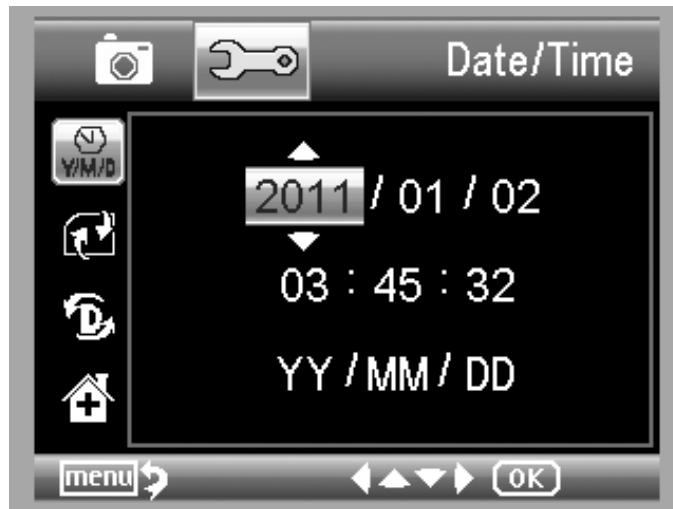 Date/Time
Y/M/D
2011 / 01 / 02
03 : 45 : 32
D
YY / MM / DD
menu OK